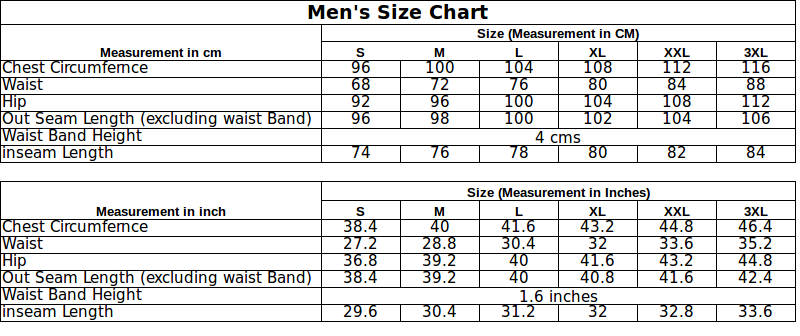 Men's Size Chart
Size (Measurement in CM)
Measurement in cm S M L XL XXL 3XL
Chest Circumfernce 96 100 104 108 112 116
Waist 68 72 76 80 84 88
Hip 92 96 100 104 108 112
Out Seam Length (excluding waist Band) 96 98 100 102 104 106
Waist Band Height 4 cms
inseam Length 74 76 78 80 82 84
Size (Measurement in Inches)
Measurement in inch S M L XL XXL 3XL
Chest Circumfernce 38.4 40 41.6 43.2 44.8 46.4
Waist 27.2 28.8 30.4 32 33.6 35.2
Hip 36.8 39.2 40 41.6 43.2 44.8
Out Seam Length (excluding waist Band) 38.4 39.2 40 40.8 41.6 42.4
Waist Band Height 1.6 inches
inseam Length 29.6 30.4 31.2 32 32.8 33.6